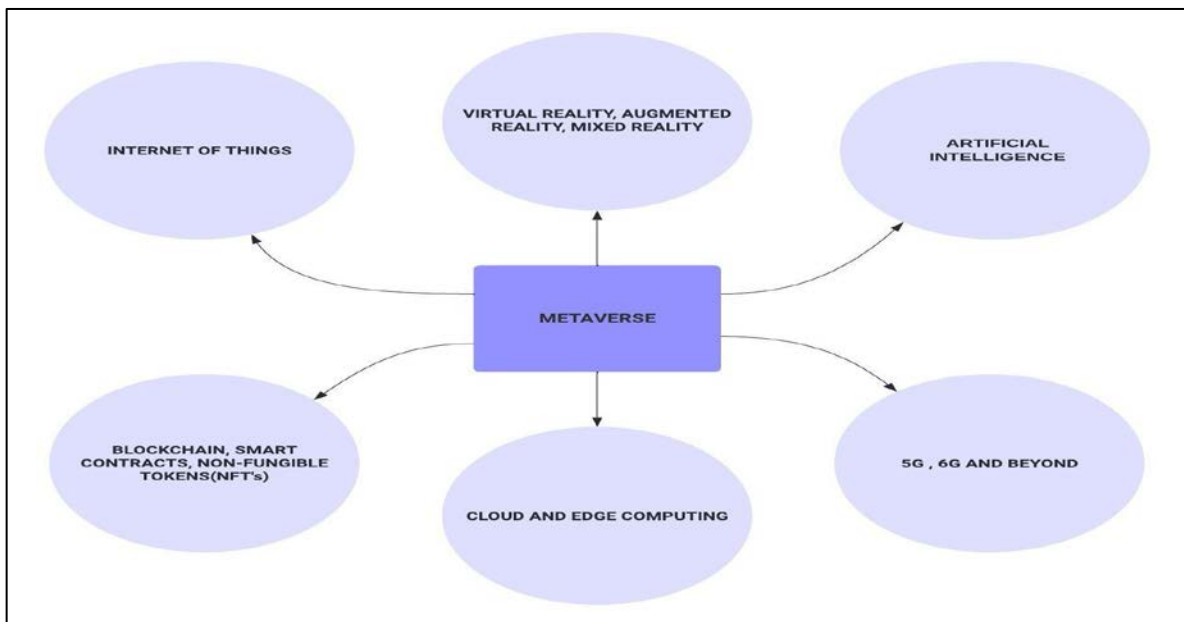 VIRTUAL REALITY, AUGMENTED
REALITY, MIXED REALITY
INTERNET OF THINGS
ARTIFICIAL
INTELLIGENCE
METAVERSE
BLOCKCHAIN, SMART
CONTRACTS, NON-FUNGIBLE
TOKENS(NFT's)
5G , 6G AND BEYOND
CLOUD AND EDGE COMPUTING